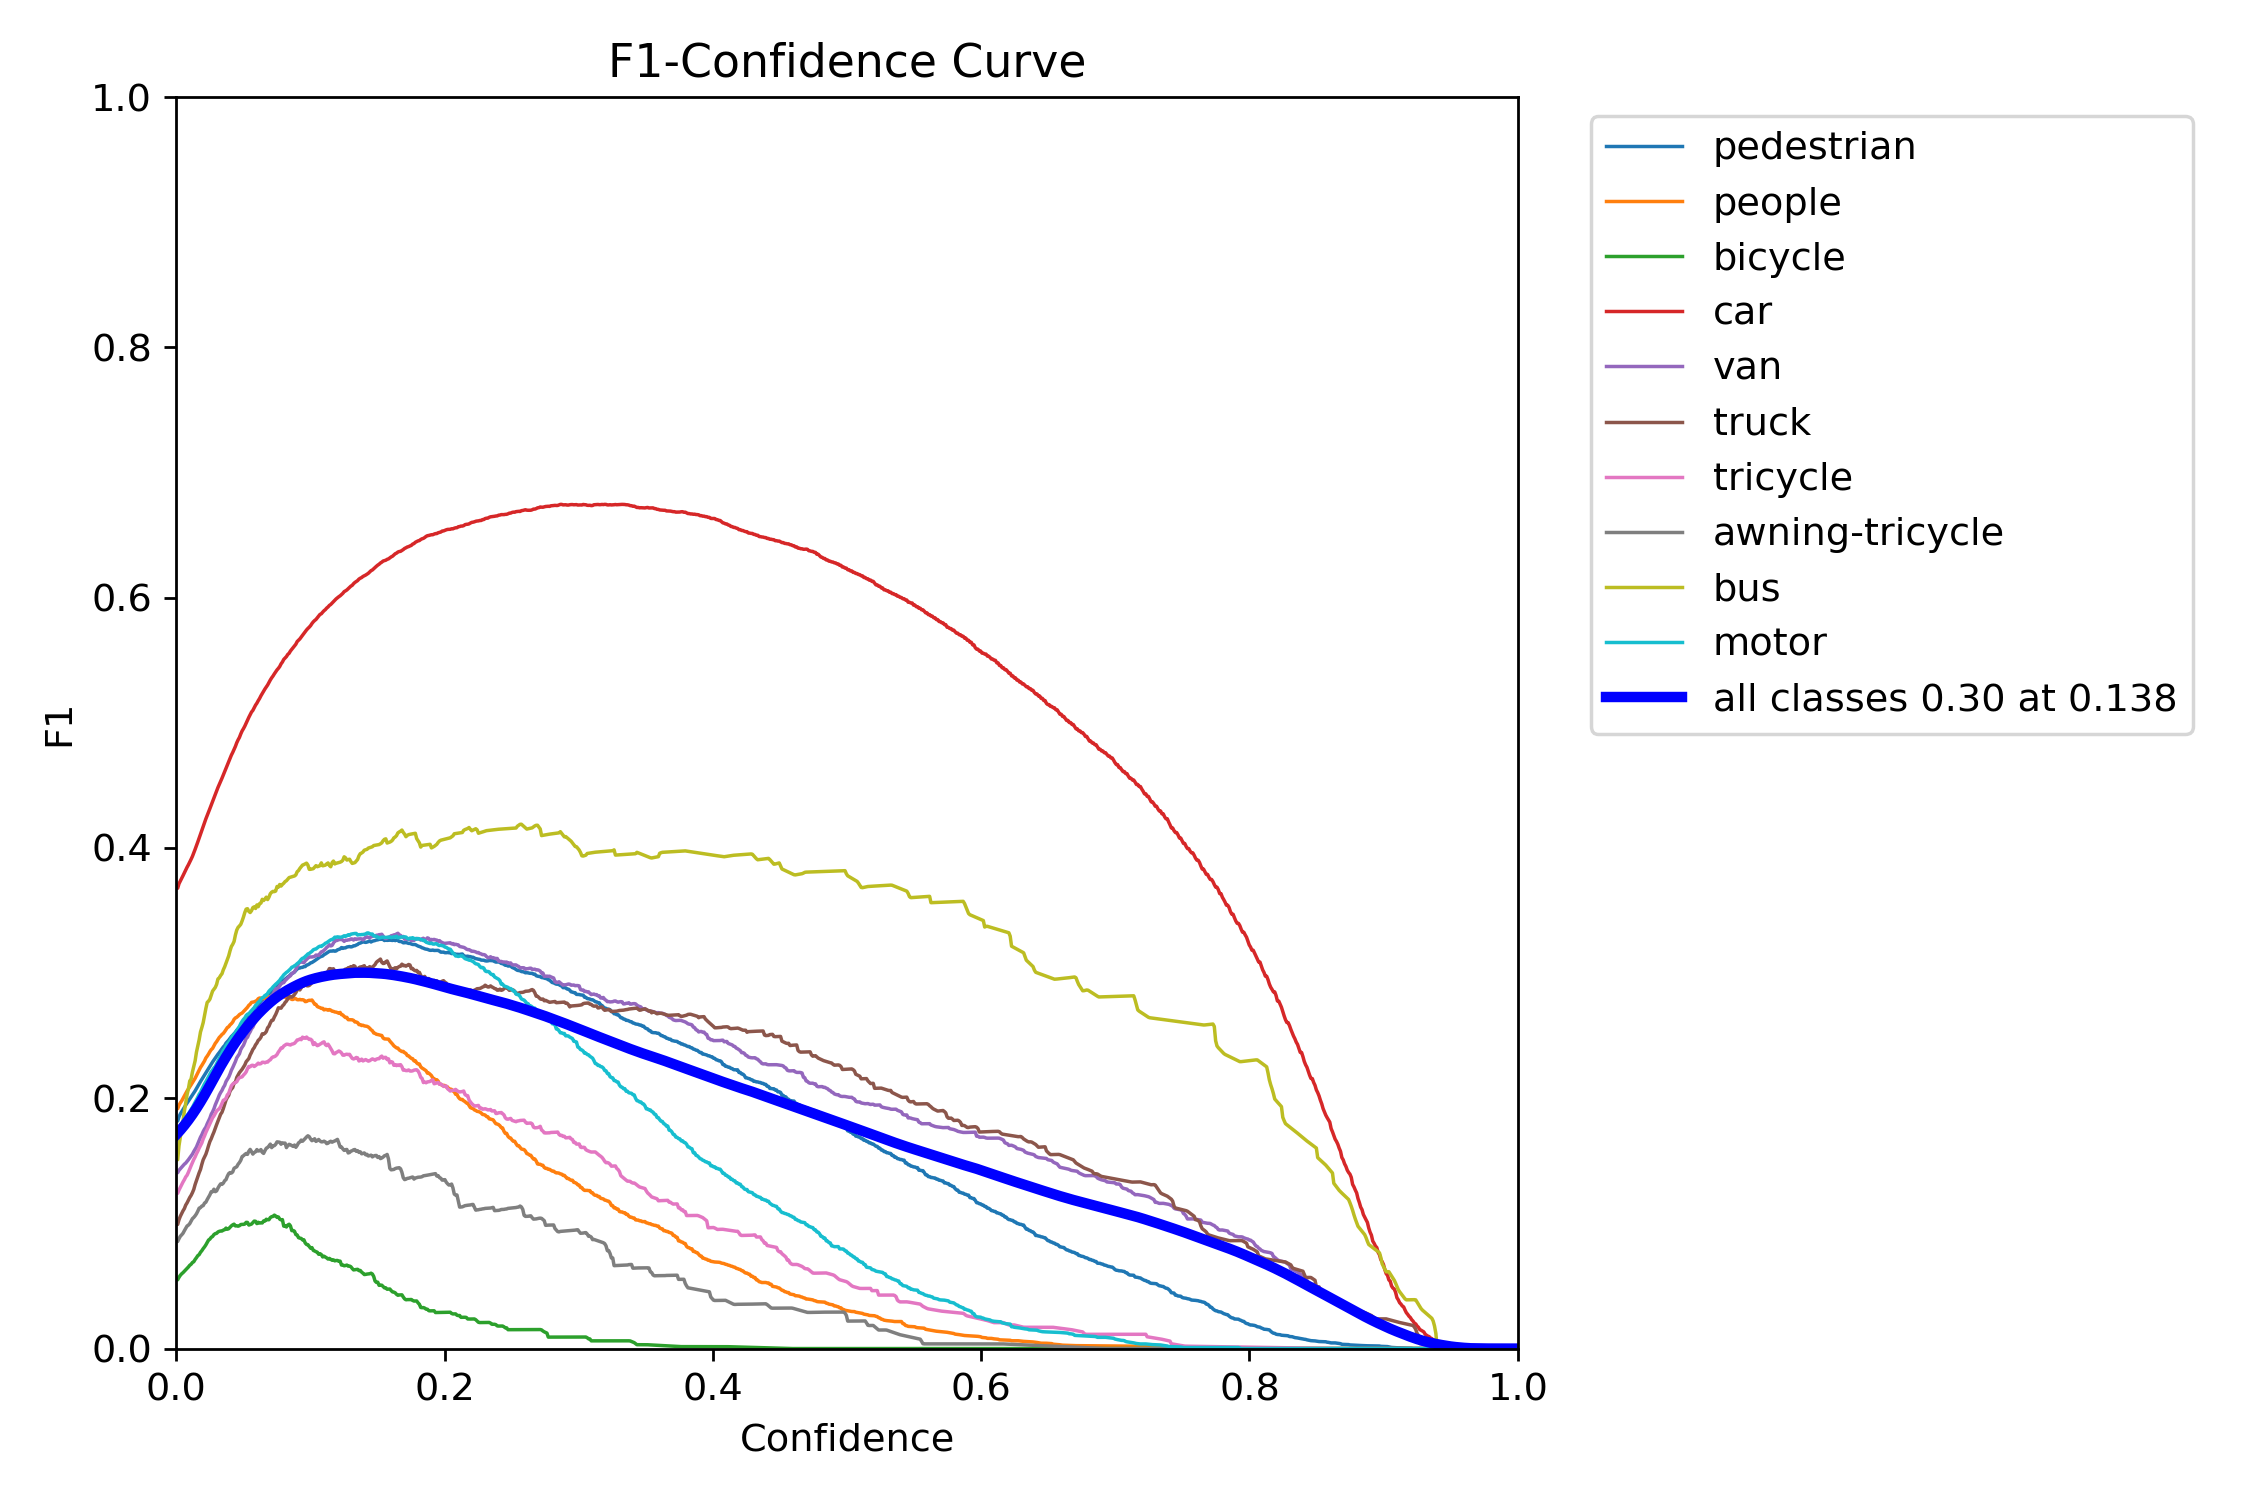 F1-Confidence Curve
1.0
0.8
0.6
0.4
0.2
0.0
F1
0.0 0.2 0.4 0.6 0.8 1.0
Confidence
pedestrian
people
bicycle
car
van
truck
tricycle
awning-tricycle
bus
motor
all classes 0.30 at 0.138